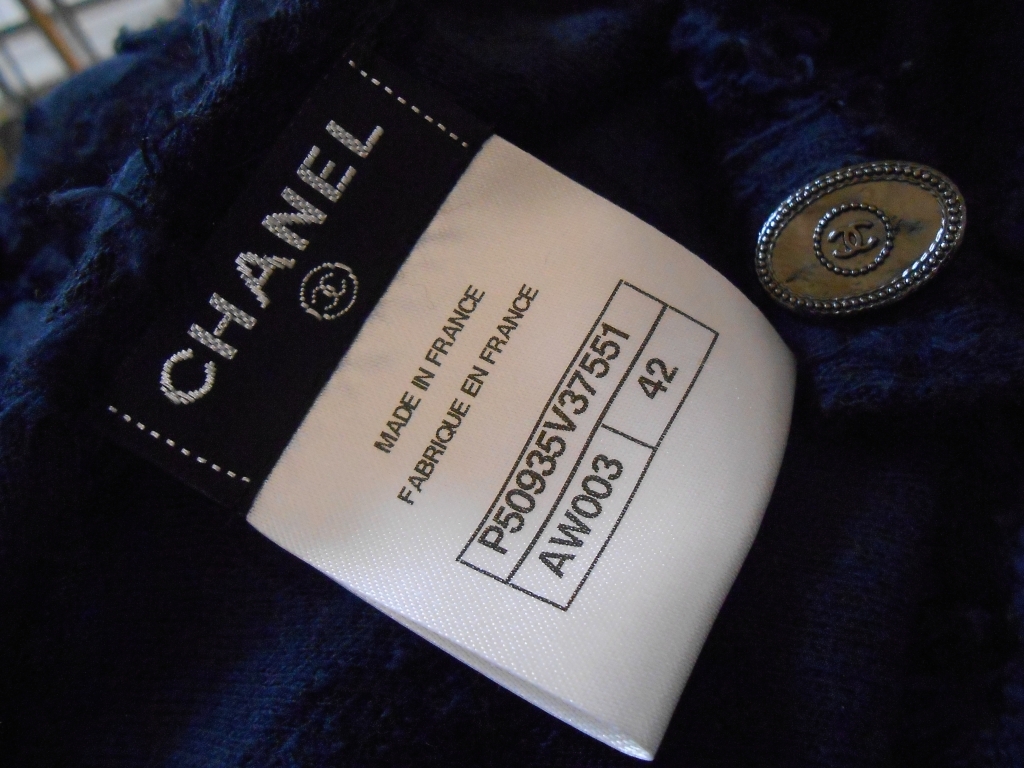 CHANEL
MADE IN FRANCE
FABRIQUE EN FRANCE
P50935V37551
AW003 42